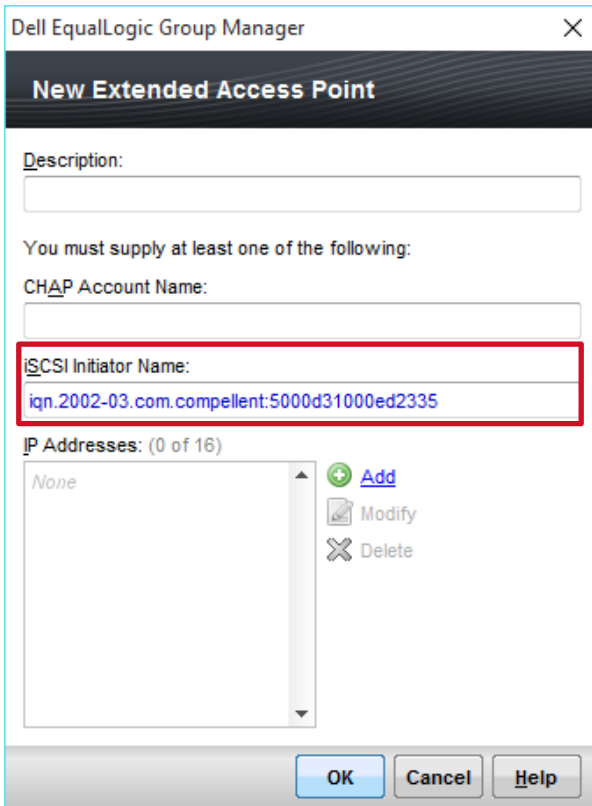 Dell EqualLogic Group Manager
New Extended Access Point
Description:
You must supply at least one of the following:
CHAP Account Name:
iSCSI Initiator Name:
iqn.2002-03.com.compellent:5000d31000ed2335
IP Addresses: (0 of 16)
None
Add
Modify
Delete
OK Cancel Help